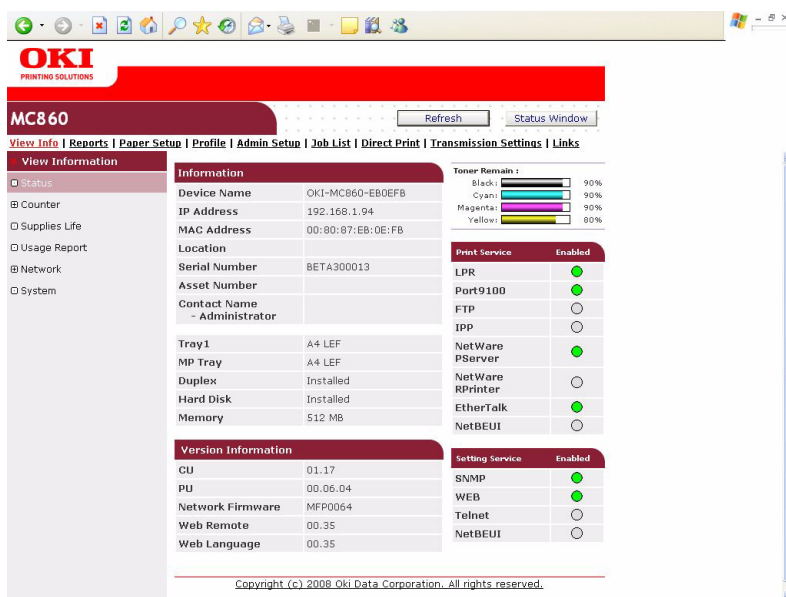 OKI
PRINTING SOLUTIONS
MC860
Refresh
Status Window
View Info | Reports | Paper Setup | Profile | Admin Setup | Job List | Direct Print | Transmission Settings | Links
View Information
Status
Counter
Supplies Life
Usage Report
Network
System
Information
Device Name OKI-MC860-EB0EFB
IP Address 192.168.1.94
MAC Address 00:80:87:EB:0E:FB
Location
Serial Number BETA300013
Asset Number
Contact Name
- Administrator
Tray1 A4 LEF
MP Tray A4 LEF
Duplex Installed
Hard Disk Installed
Memory 512 MB
Version Information
CU 01.17
PU 00.06.04
Network Firmware MFP0064
Web Remote 00.35
Web Language 00.35
Toner Remain :
Black: 90%
Cyan: 90%
Magenta: 90%
Yellow: 80%
Print Service Enabled
LPR
Port9100
FTP
IPP
NetWare
PServer
NetWare
RPrinter
EtherTalk
NetBEUI
Setting Service Enabled
SNMP
WEB
Telnet
NetBEUI
Copyright (c) 2008 Oki Data Corporation. All rights reserved.